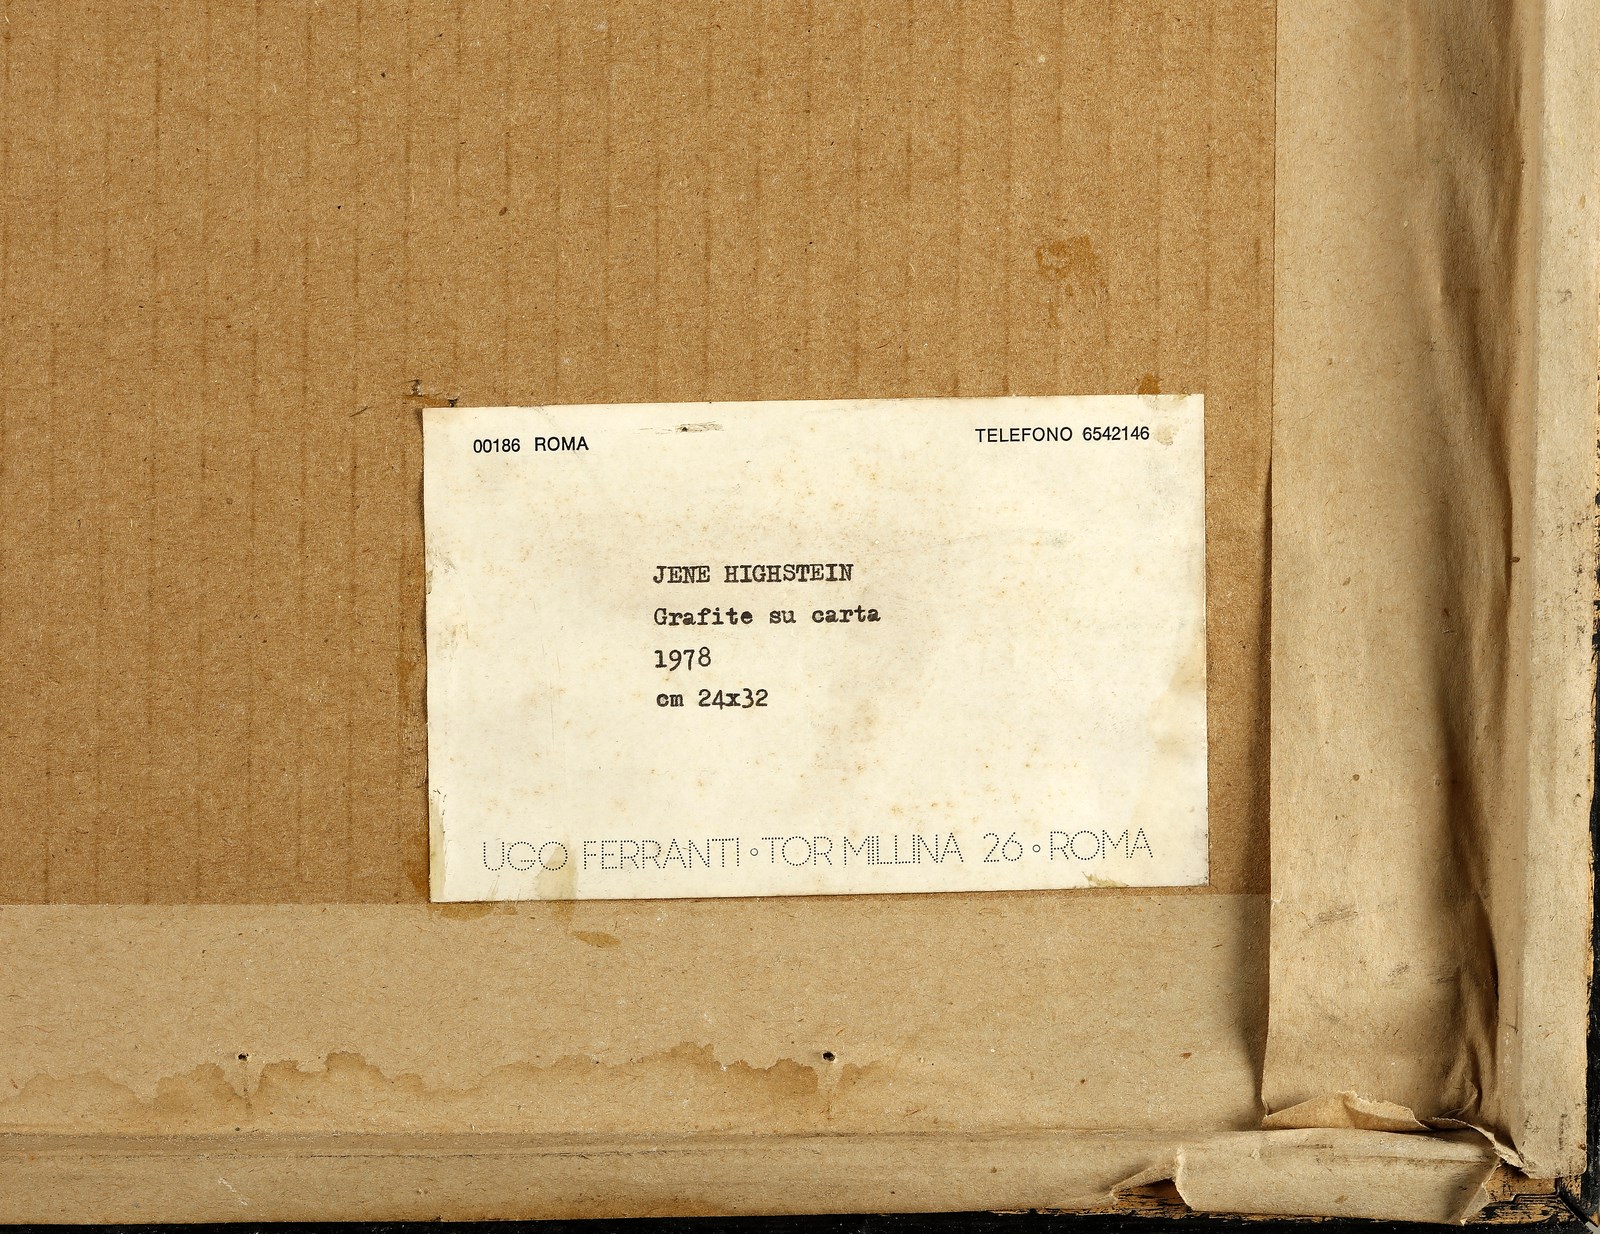 00186 ROMA TELEFONO 6542146
JENE HIGHSTEIN
Grafite su carta
1978
cm 24x32
UGO FERRANTI • TOR MILLINA 26 • ROMA